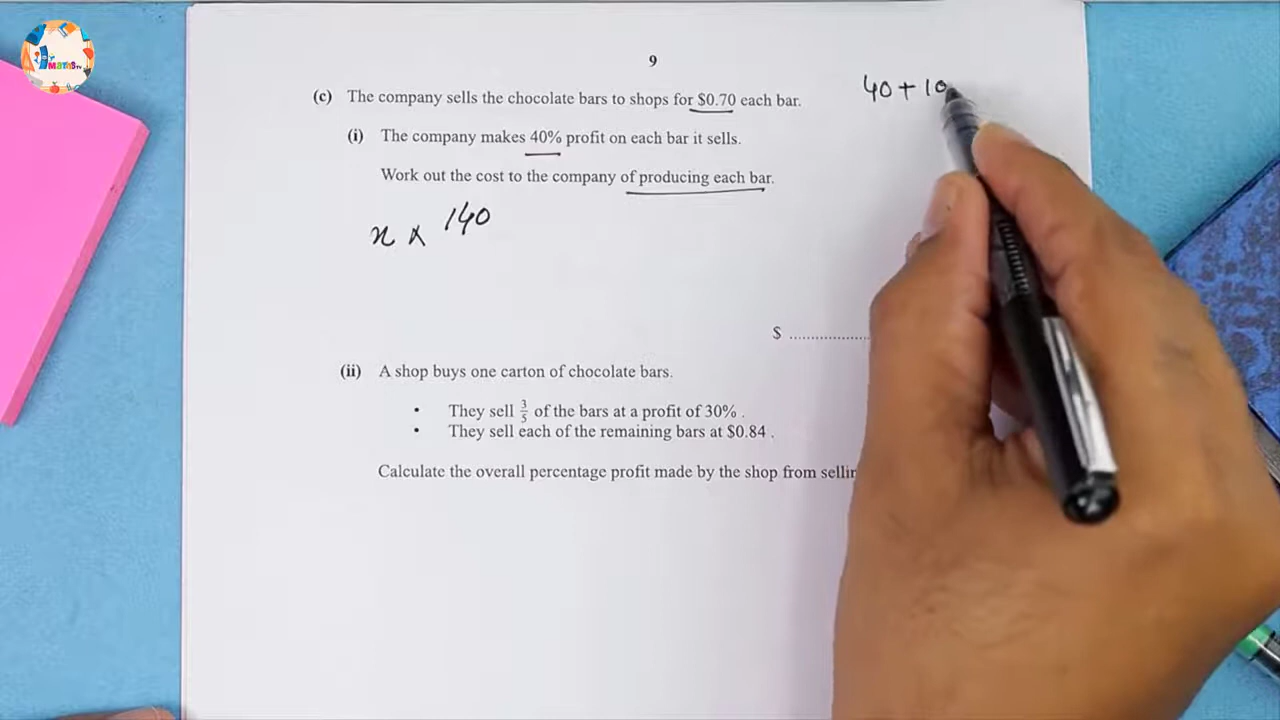 9
40 + 10
(c) The company sells the chocolate bars to shops for $0.70 each bar.
(i) The company makes 40% profit on each bar it sells.
Work out the cost to the company of producing each bar.
x × 140
$ ....................
(ii) A shop buys one carton of chocolate bars.
• They sell 3/5 of the bars at a profit of 30% .
• They sell each of the remaining bars at $0.84 .
Calculate the overall percentage profit made by the shop from